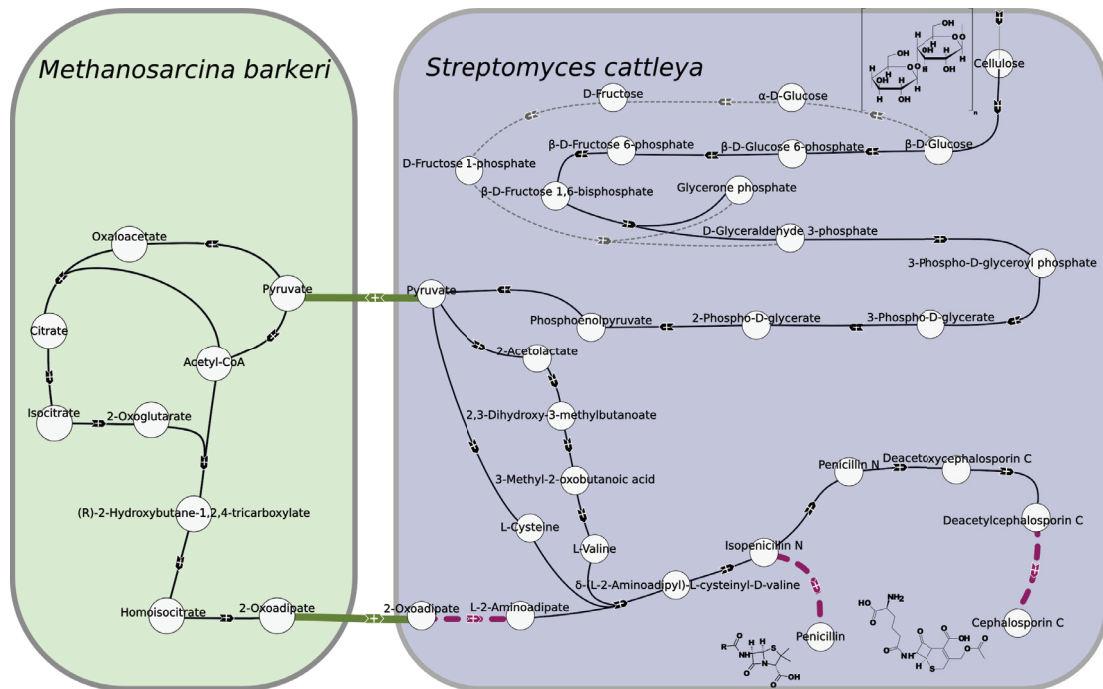 Methanosarcina barkeri
Oxaloacetate
Pyruvate
Citrate
Acetyl-CoA
Isocitrate
2-Oxoglutarate
(R)-2-Hydroxybutane-1,2,4-tricarboxylate
Homoisocitrate
2-Oxoadipate
Streptomyces cattleya
Cellulose
D-Fructose
α-D-Glucose
β-D-Fructose 6-phosphate
β-D-Glucose 6-phosphate
β-D-Glucose
D-Fructose 1-phosphate
β-D-Fructose 1,6-bisphosphate
Glycerone phosphate
D-Glyceraldehyde 3-phosphate
3-Phospho-D-glyceroyl phosphate
Pyruvate
Phosphoenolpyruvate
2-Phospho-D-glycerate
3-Phospho-D-glycerate
2-Acetolactate
2,3-Dihydroxy-3-methylbutanoate
3-Methyl-2-oxobutanoic acid
L-Cysteine
L-Valine
Penicillin N
Deacetoxycephalosporin C
Deacetylcephalosporin C
Isopenicillin N
δ-(L-2-Aminoadipyl)-L-cysteinyl-D-valine
2-Oxoadipate
L-2-Aminoadipate
Penicillin
Cephalosporin C